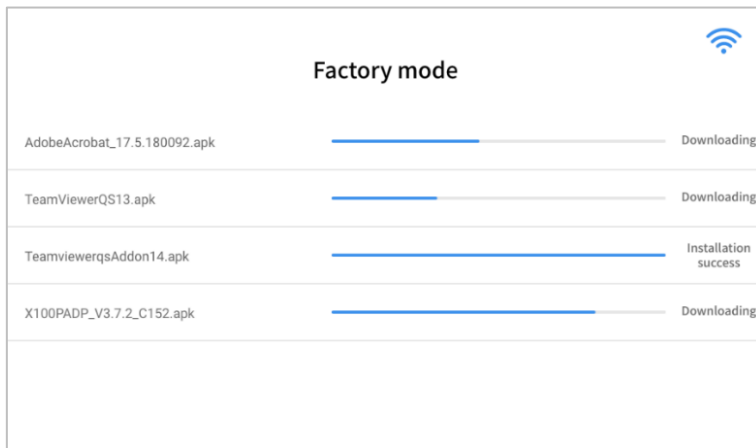 Factory mode
AdobeAcrobat_17.5.180092.apk
Downloading
TeamViewerQS13.apk
Downloading
TeamviewerqsAddon14.apk
Installation
success
X100PADP_V3.7.2_C152.apk
Downloading